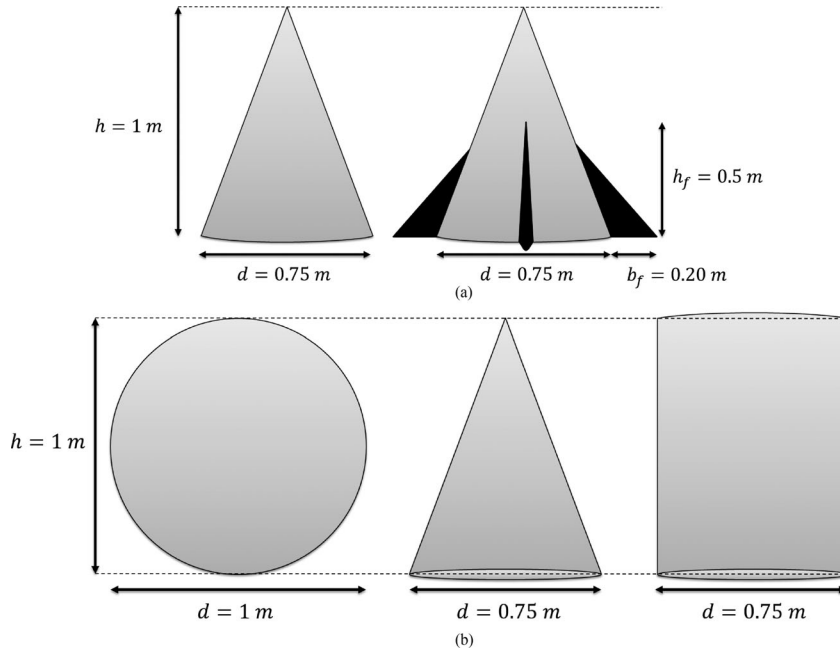 h = 1 m
h_f = 0.5 m
d = 0.75 m
d = 0.75 m
b_f = 0.20 m
(a)
h = 1 m
d = 1 m
d = 0.75 m
d = 0.75 m
(b)